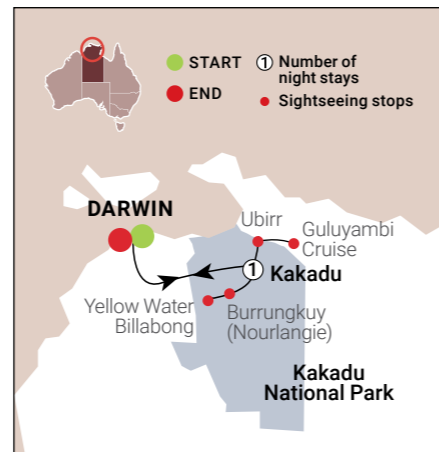 START
END
1 Number of
night stays
Sightseeing stops
DARWIN
Ubirr
Guluyambi
Cruise
1 Kakadu
Yellow Water
Billabong
Burrungkuy
(Nourlangie)
Kakadu
National Park